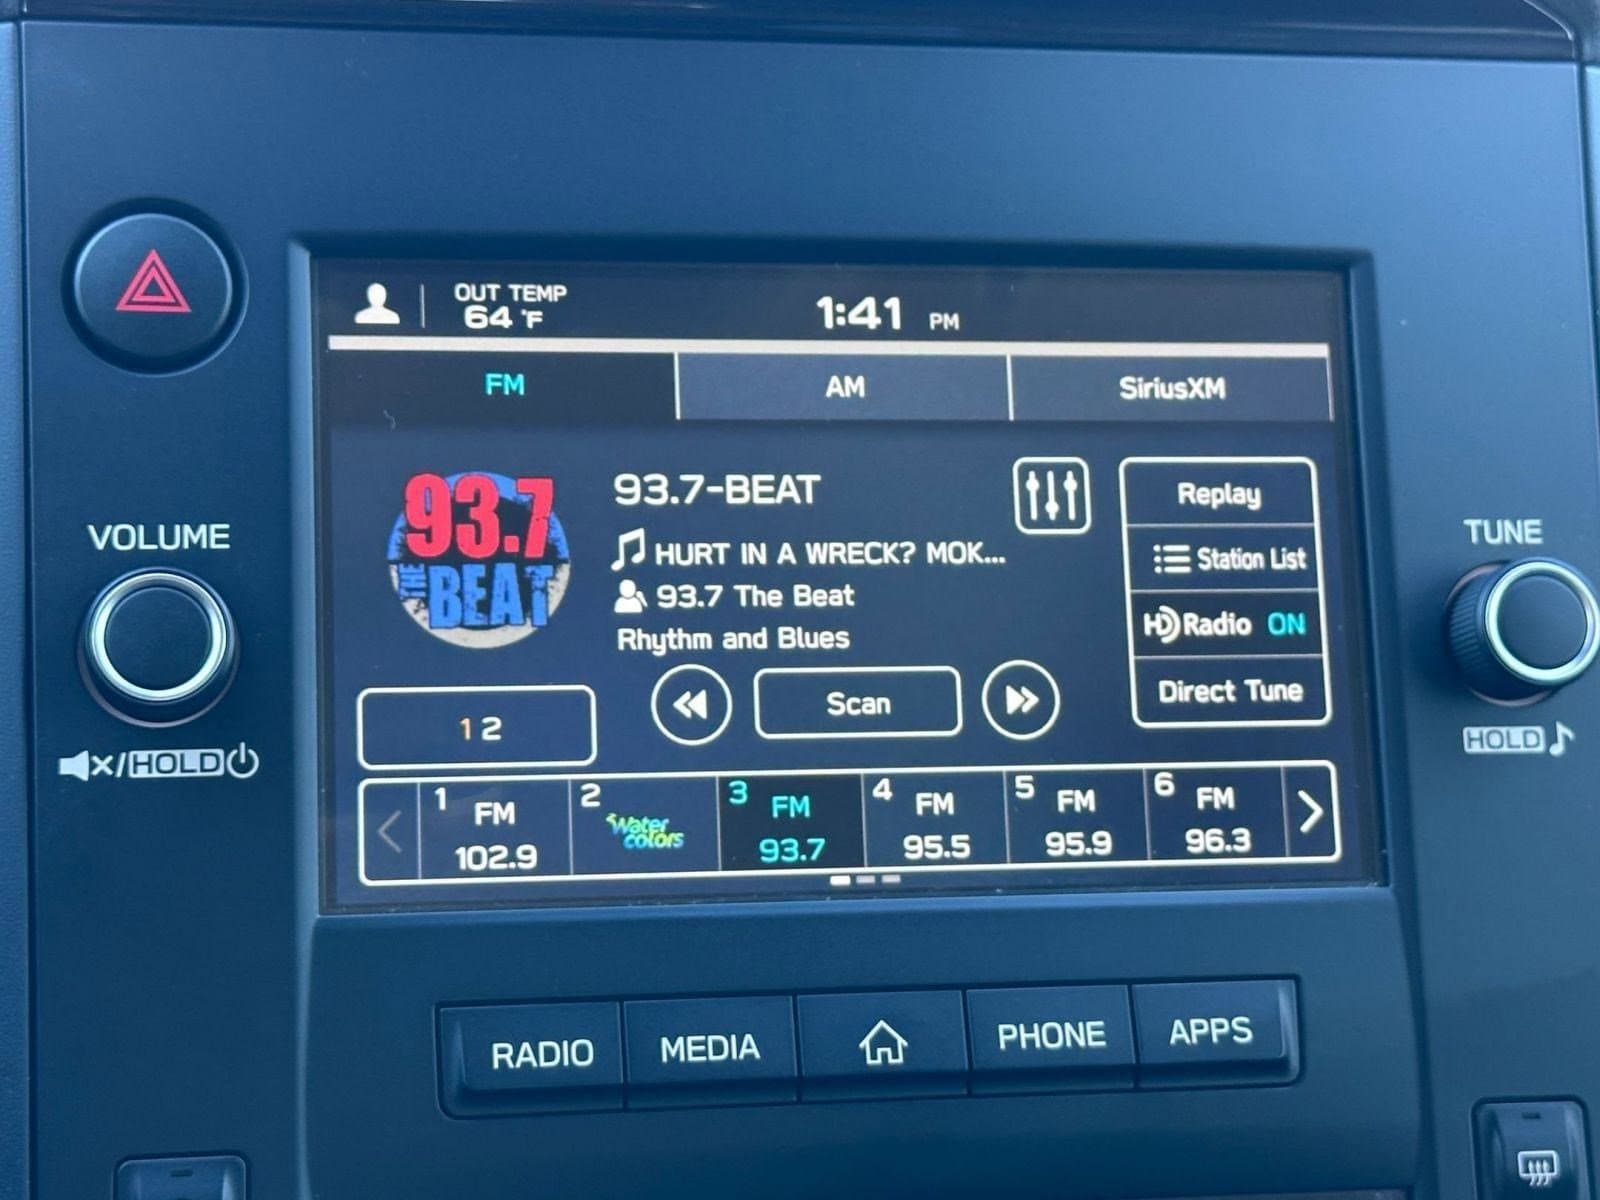 OUT TEMP
64 °F
1:41 PM
FM AM SiriusXM
93.7
THE
BEAT
93.7-BEAT
HURT IN A WRECK? MOK...
93.7 The Beat
Rhythm and Blues
Replay
Station List
HD Radio ON
Direct Tune
VOLUME
/HOLD
TUNE
HOLD
1 2
Scan
1 FM
102.9
2 Water
colors
3 FM
93.7
4 FM
95.5
5 FM
95.9
6 FM
96.3
RADIO MEDIA PHONE APPS